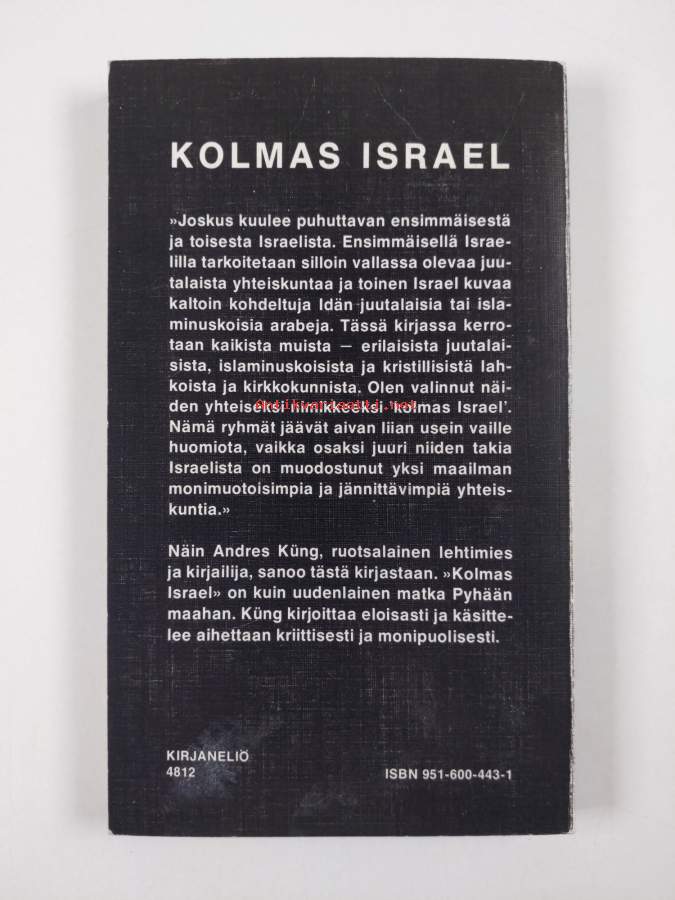 KOLMAS ISRAEL
»Joskus kuulee puhuttavan ensimmäisestä
ja toisesta Israelista. Ensimmäisellä Israe-
lilla tarkoitetaan silloin vallassa olevaa juu-
talaista yhteiskuntaa ja toinen Israel kuvaa
kaltoin kohdeltuja Idän juutalaisia tai isla-
minuskoisia arabeja. Tässä kirjassa kerro-
taan kaikista muista – erilaisista juutalai-
sista, islaminuskoisista ja kristillisistä lah-
koista ja kirkkokunnista. Olen valinnut näi-
den yhteiseksi nimikkeeksi 'kolmas Israel'.
Antikvariaatti.net
Nämä ryhmät jäävät aivan liian usein vaille
huomiota, vaikka osaksi juuri niiden takia
Israelista on muodostunut yksi maailman
monimuotoisimpia ja jännittävimpiä yhteis-
kuntia.»
Näin Andres Küng, ruotsalainen lehtimies
ja kirjailija, sanoo tästä kirjastaan. »Kolmas
Israel» on kuin uudenlainen matka Pyhään
maahan. Küng kirjoittaa eloisasti ja käsitte-
lee aihettaan kriittisesti ja monipuolisesti.
KIRJANELIÖ
4812
ISBN 951-600-443-1